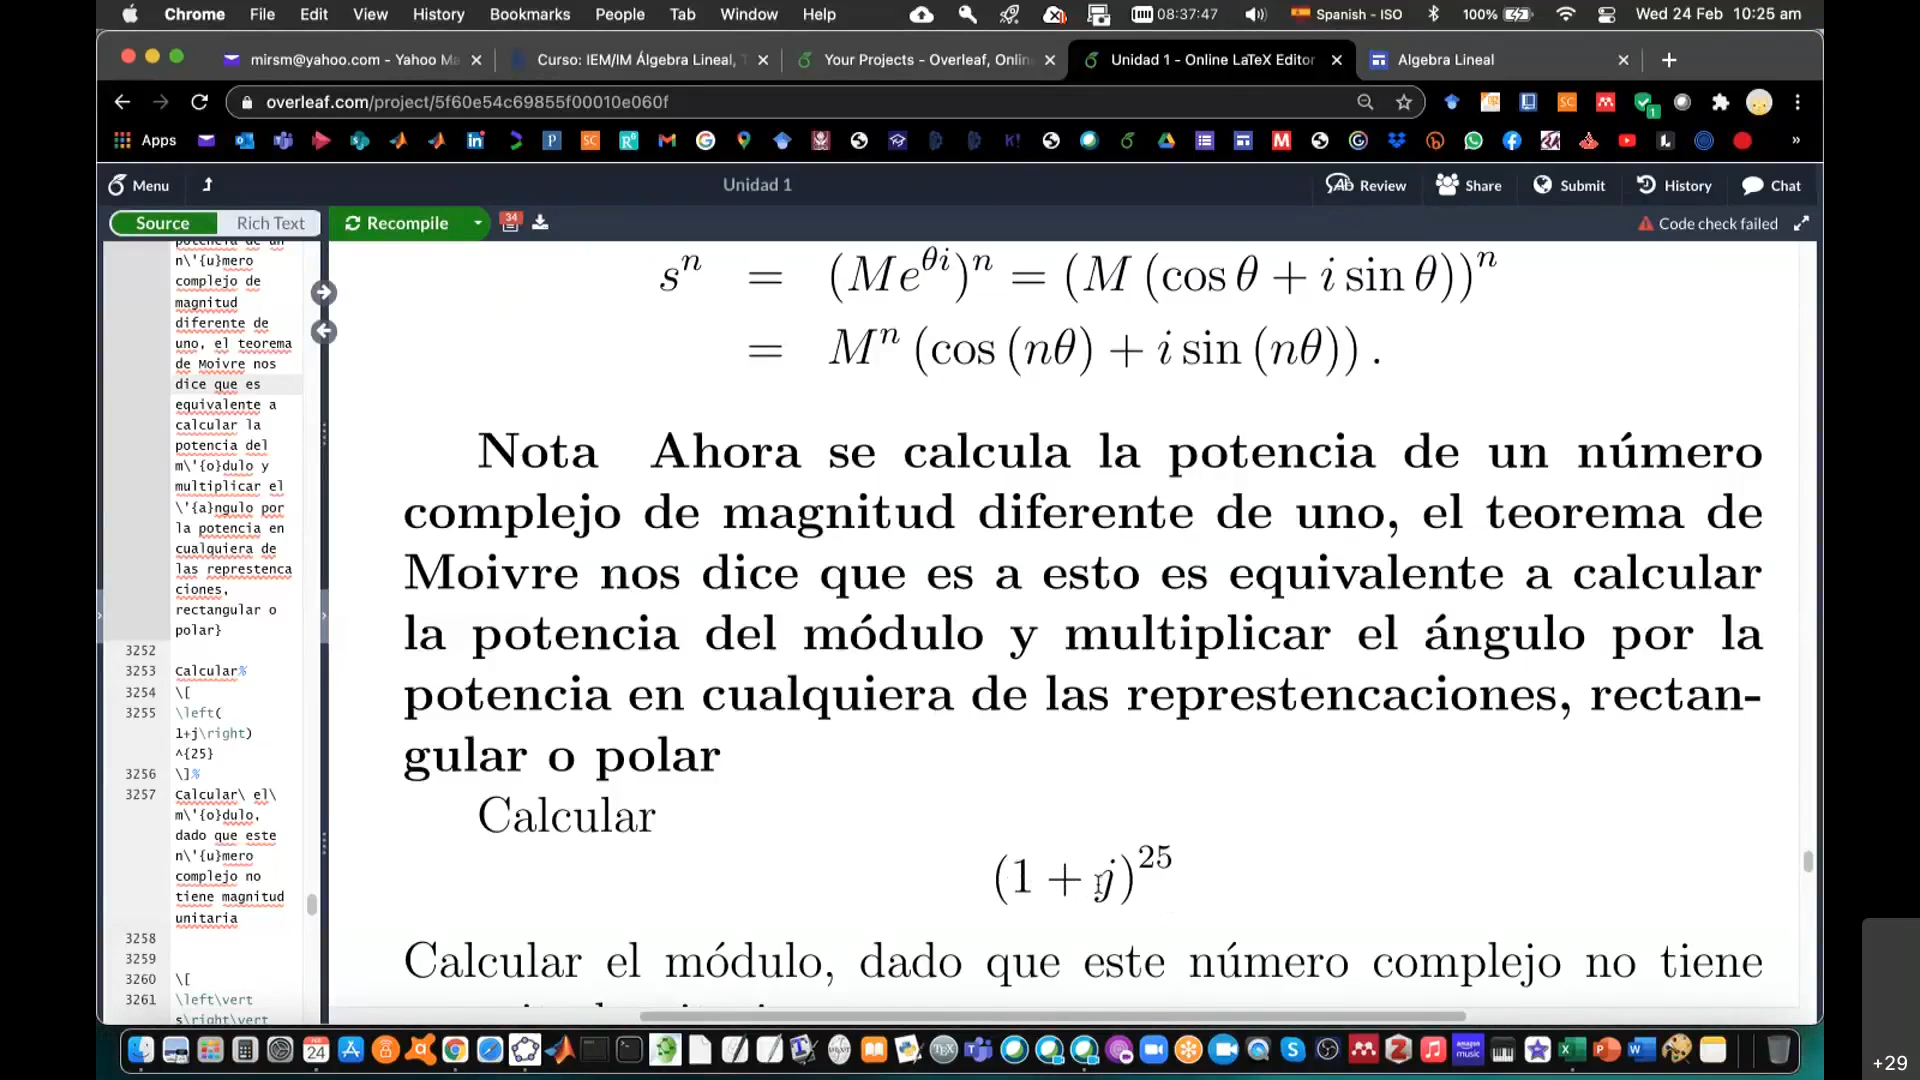 Chrome File Edit View History Bookmarks People Tab Window Help 08:37:47 Spanish - ISO 100% Wed 24 Feb 10:25 am
mirsm@yahoo.com - Yahoo Ma Curso: IEM/IM Álgebra Lineal, T Your Projects - Overleaf, Onlin Unidad 1 - Online LaTeX Editor Algebra Lineal
overleaf.com/project/5f60e54c69855f00010e060f
Apps
Menu Unidad 1 Review Share Submit History Chat
Source Rich Text Recompile 34 Code check failed
potencia de un
n\'{u}mero
complejo de
magnitud
diferente de
uno, el teorema
de Moivre nos
dice que es
equivalente a
calcular la
potencia del
m\'{o}dulo y
multiplicar el
\'{a}ngulo por
la potencia en
cualquiera de
las represtenca
ciones,
rectangular o
polar}
3252
3253 Calcular%
3254 \[
3255 \left(
1+j\right)
^{25}
3256 \]%
3257 Calcular\ el\
m\'{o}dulo,
dado que este
n\'{u}mero
complejo no
tiene magnitud
unitaria
3258
3259
3260 \[
3261 \left\vert
s\right\vert
s^n = (Me^{θi})^n = (M (cos θ + i sin θ))^n
= M^n (cos (nθ) + i sin (nθ)) .
Nota Ahora se calcula la potencia de un número
complejo de magnitud diferente de uno, el teorema de
Moivre nos dice que es a esto es equivalente a calcular
la potencia del módulo y multiplicar el ángulo por la
potencia en cualquiera de las represtencaciones, rectan-
gular o polar
Calcular
(1 + j)^{25}
Calcular el módulo, dado que este número complejo no tiene
+29